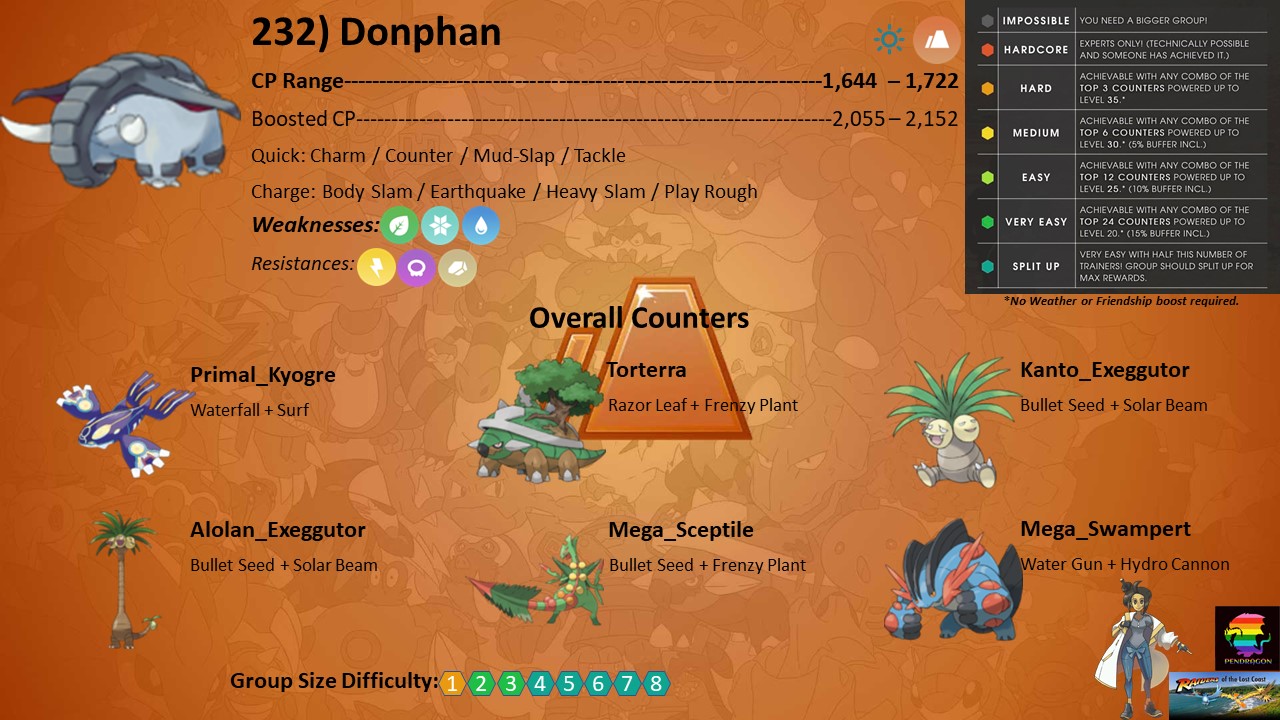 232) Donphan
CP Range--------------------------------------------------------------------1,644 – 1,722
Boosted CP--------------------------------------------------------------------2,055 – 2,152
Quick: Charm / Counter / Mud-Slap / Tackle
Charge: Body Slam / Earthquake / Heavy Slam / Play Rough
Weaknesses:
Resistances:
IMPOSSIBLE YOU NEED A BIGGER GROUP!
HARDCORE EXPERTS ONLY! (TECHNICALLY POSSIBLE
AND SOMEONE HAS ACHIEVED IT.)
HARD ACHIEVABLE WITH ANY COMBO OF THE
TOP 3 COUNTERS POWERED UP TO
LEVEL 35.*
MEDIUM ACHIEVABLE WITH ANY COMBO OF THE
TOP 6 COUNTERS POWERED UP TO
LEVEL 30.* (5% BUFFER INCL.)
EASY ACHIEVABLE WITH ANY COMBO OF THE
TOP 12 COUNTERS POWERED UP TO
LEVEL 25.* (10% BUFFER INCL.)
VERY EASY ACHIEVABLE WITH ANY COMBO OF THE
TOP 24 COUNTERS POWERED UP TO
LEVEL 20.* (15% BUFFER INCL.)
SPLIT UP VERY EASY WITH HALF THIS NUMBER OF
TRAINERS! GROUP SHOULD SPLIT UP FOR
MAX REWARDS.
*No Weather or Friendship boost required.
Overall Counters
Primal_Kyogre
Waterfall + Surf
Torterra
Razor Leaf + Frenzy Plant
Kanto_Exeggutor
Bullet Seed + Solar Beam
Alolan_Exeggutor
Bullet Seed + Solar Beam
Mega_Sceptile
Bullet Seed + Frenzy Plant
Mega_Swampert
Water Gun + Hydro Cannon
Group Size Difficulty: 1 2 3 4 5 6 7 8
PENDRAGON
RAIDERS of the Lost Coast